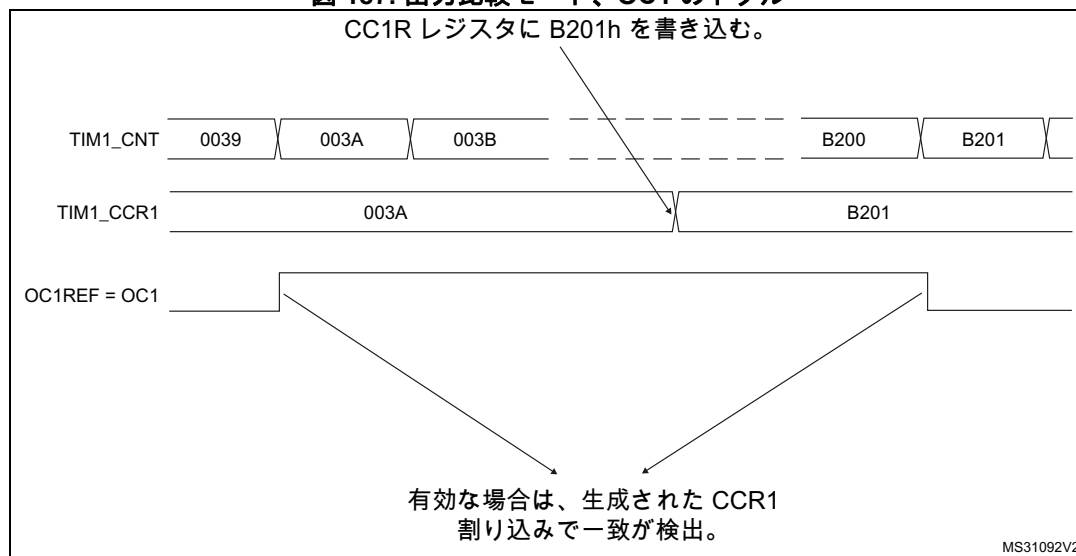 CC1R レジスタに B201h を書き込む。
TIM1_CNT 0039 003A 003B B200 B201
TIM1_CCR1 003A B201
OC1REF = OC1
有効な場合は、生成された CCR1
割り込みで一致が検出。
MS31092V2